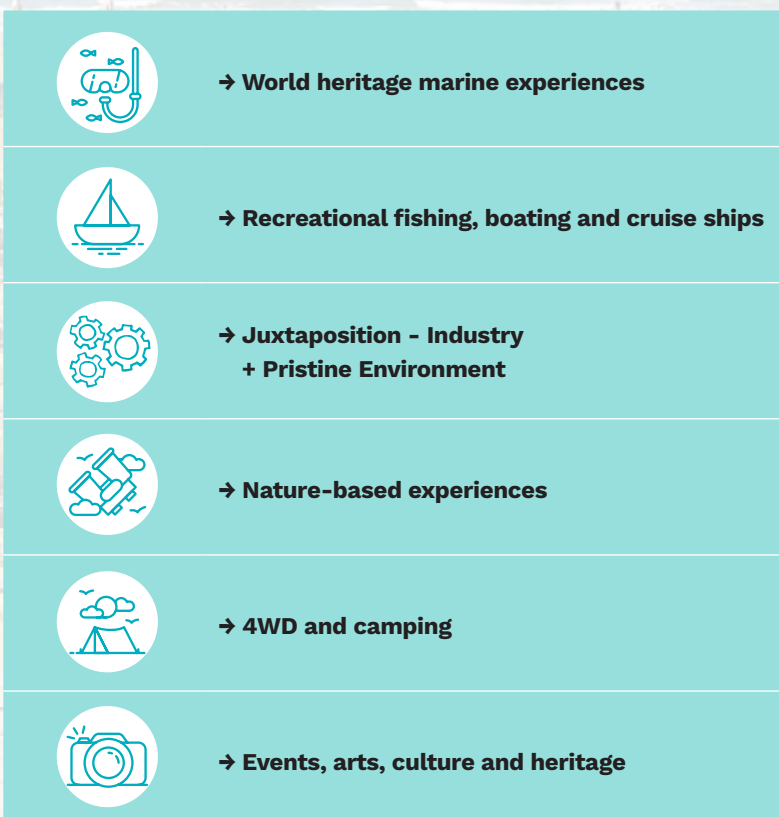 → World heritage marine experiences
→ Recreational fishing, boating and cruise ships
→ Juxtaposition - Industry
+ Pristine Environment
→ Nature-based experiences
→ 4WD and camping
→ Events, arts, culture and heritage